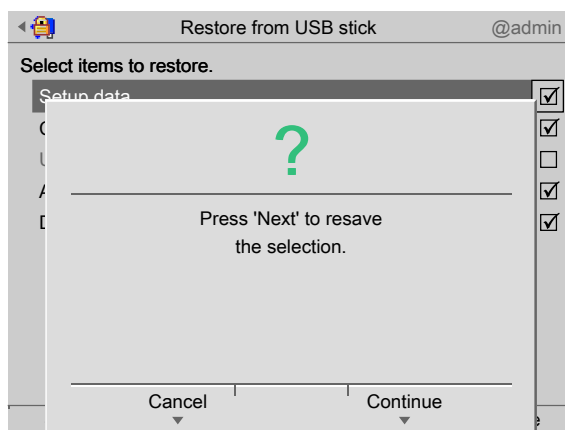 Restore from USB stick @admin
Select items to restore.
Setup data
?
Press 'Next' to resave
the selection.
Cancel Continue